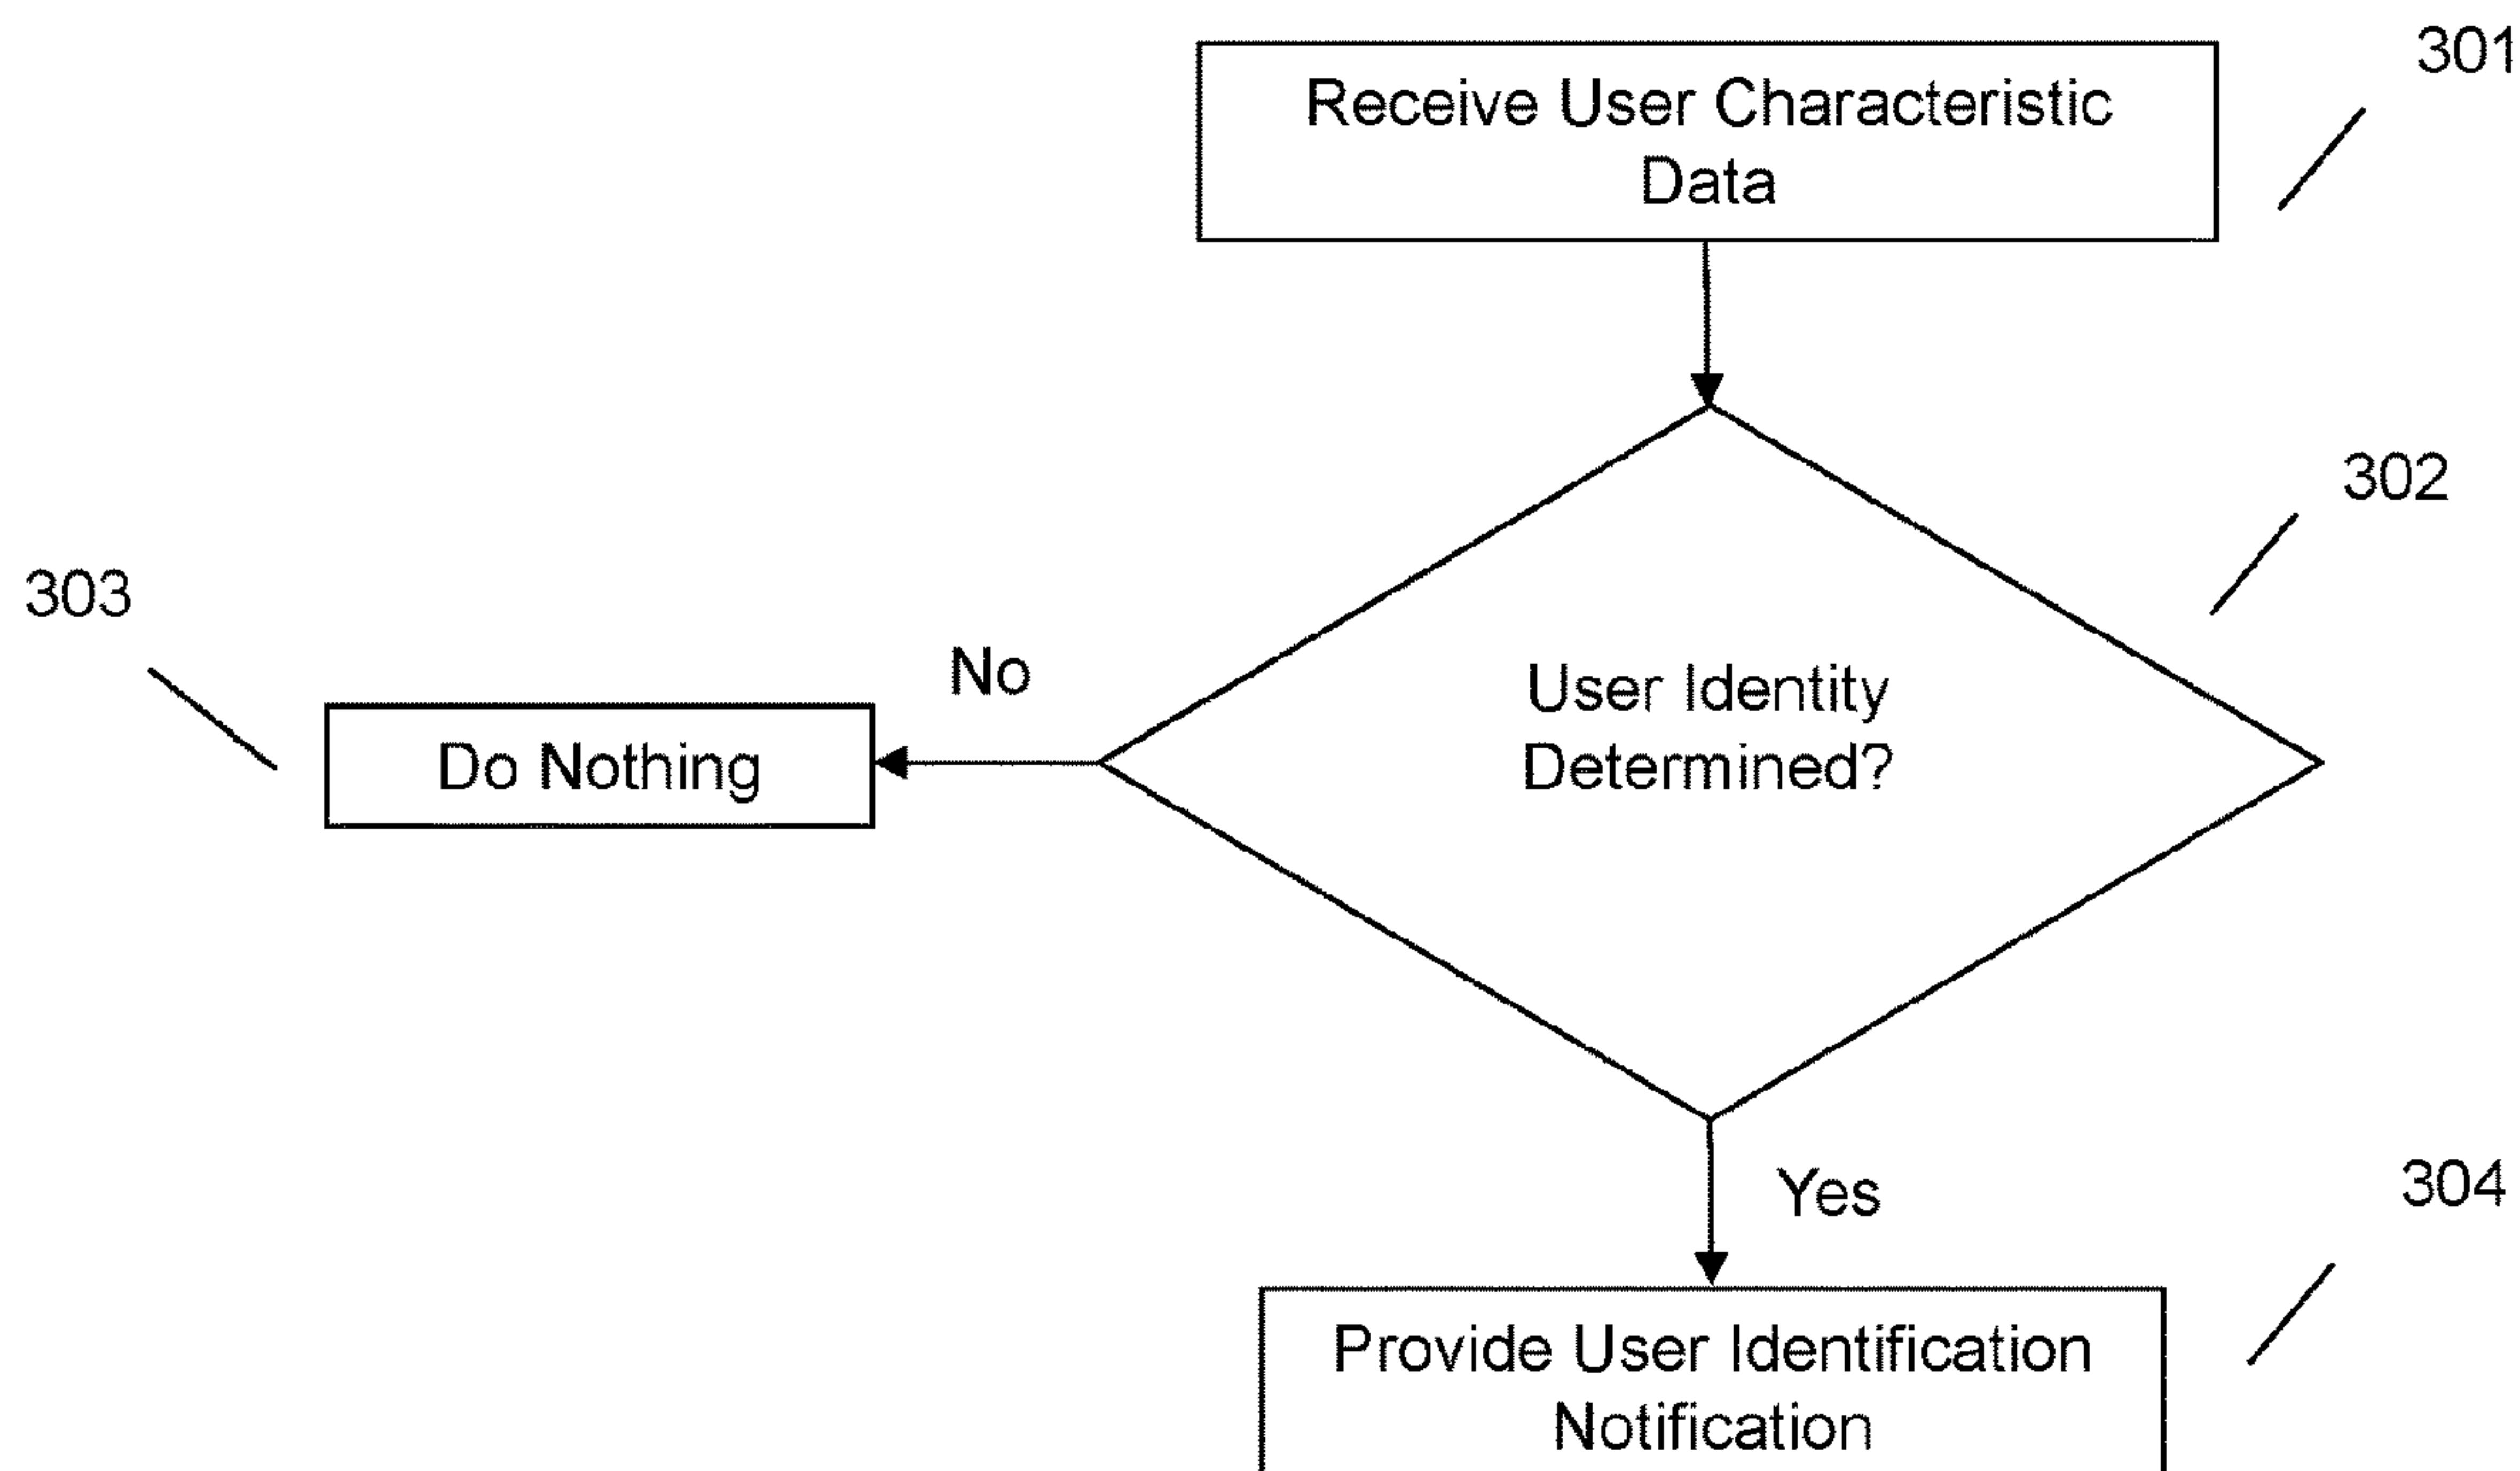 301
Receive User Characteristic
Data
302
303
No
User Identity
Determined?
Do Nothing
Yes
304
Provide User Identification
Notification